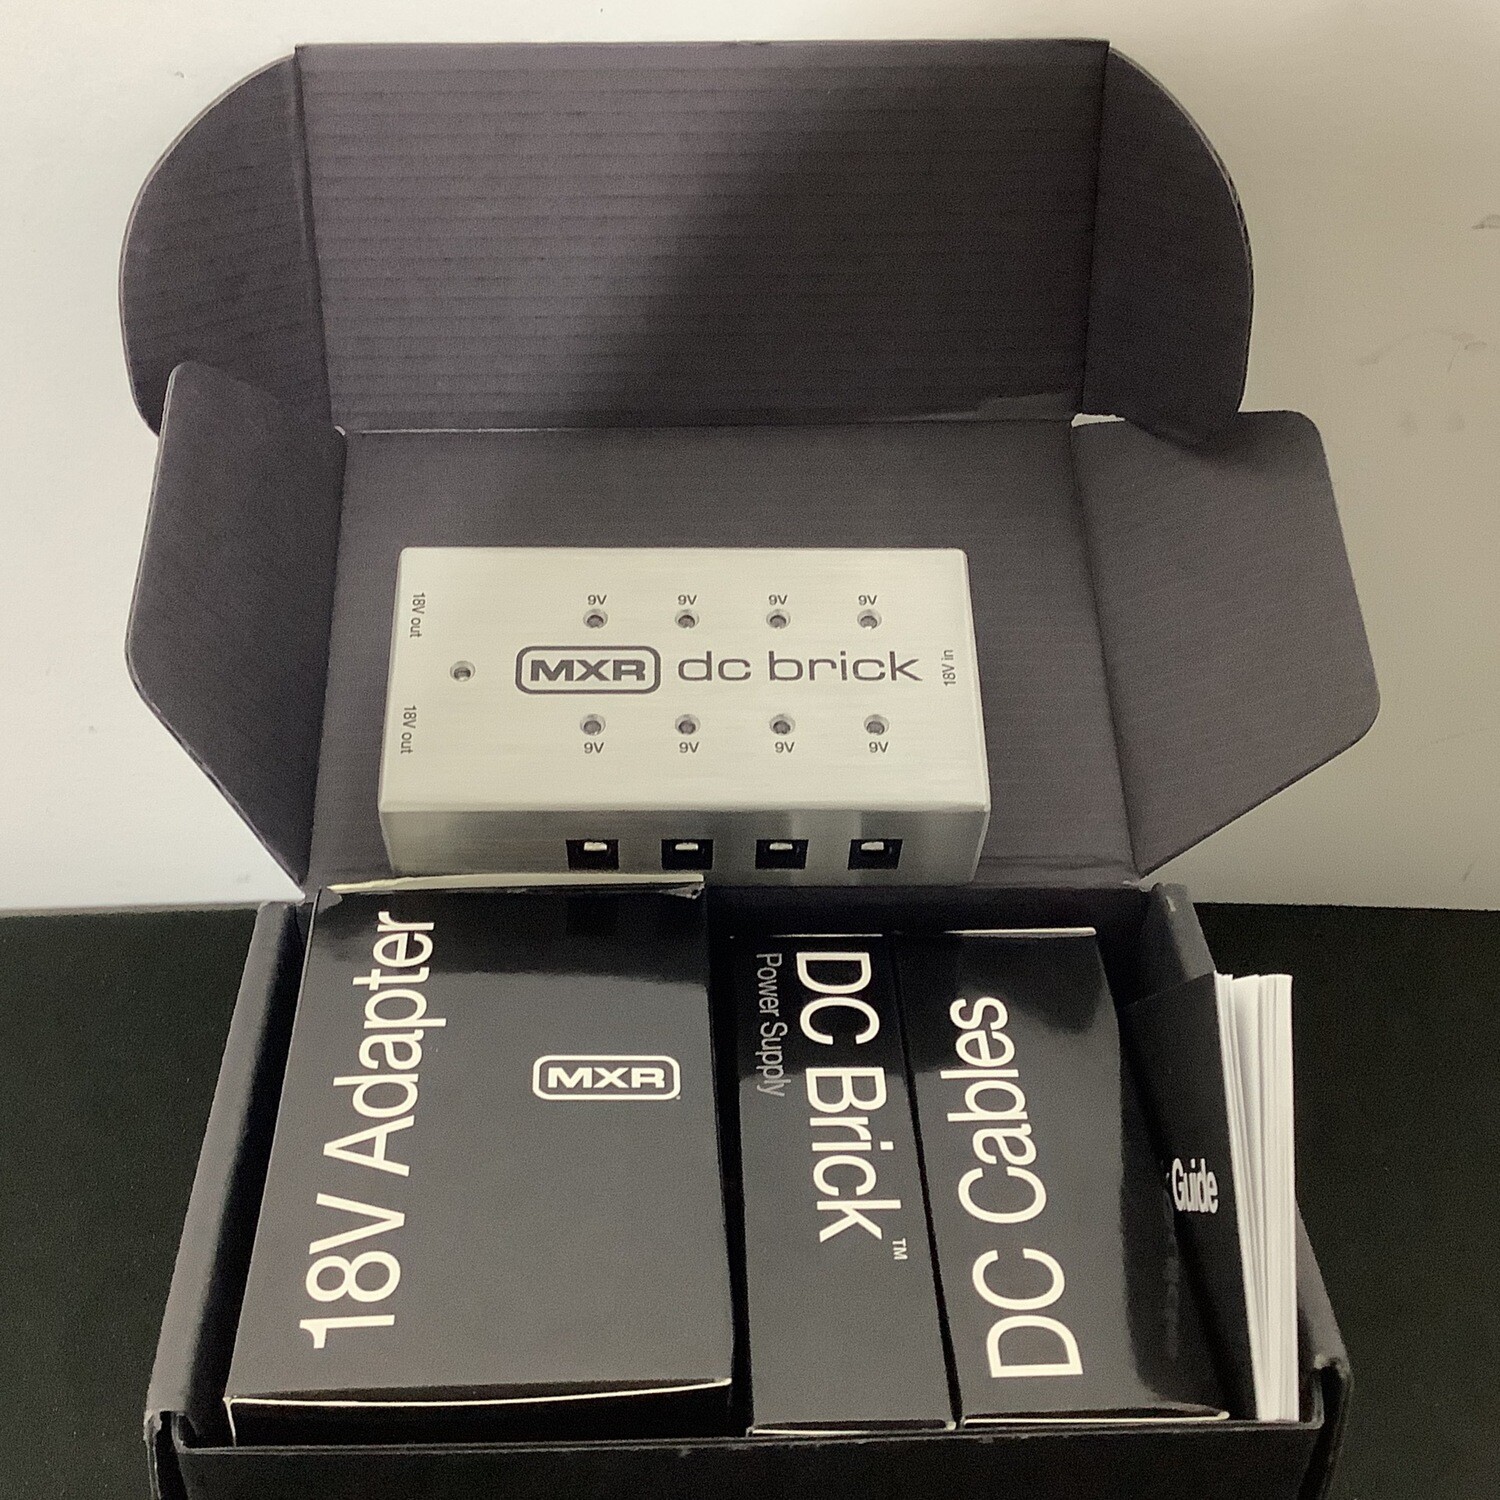 18V out
9V 9V 9V 9V
MXR dc brick
18V in
18V out
9V 9V 9V 9V
18V Adapter
MXR
DC Brick™
Power Supply
DC Cables
Guide